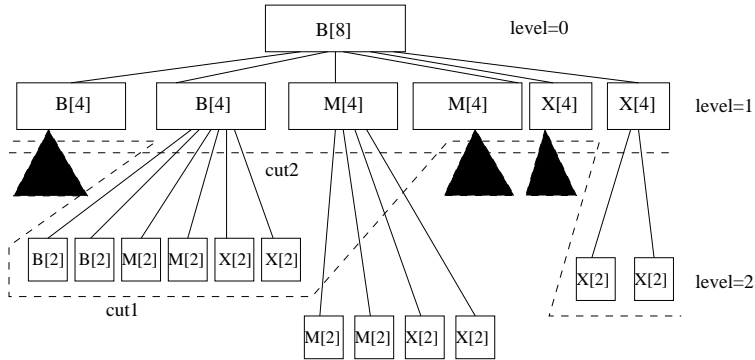 B[8] level=0
B[4] B[4] M[4] M[4] X[4] X[4] level=1
cut2
B[2] B[2] M[2] M[2] X[2] X[2]
X[2] X[2] level=2
cut1
M[2] M[2] X[2] X[2]